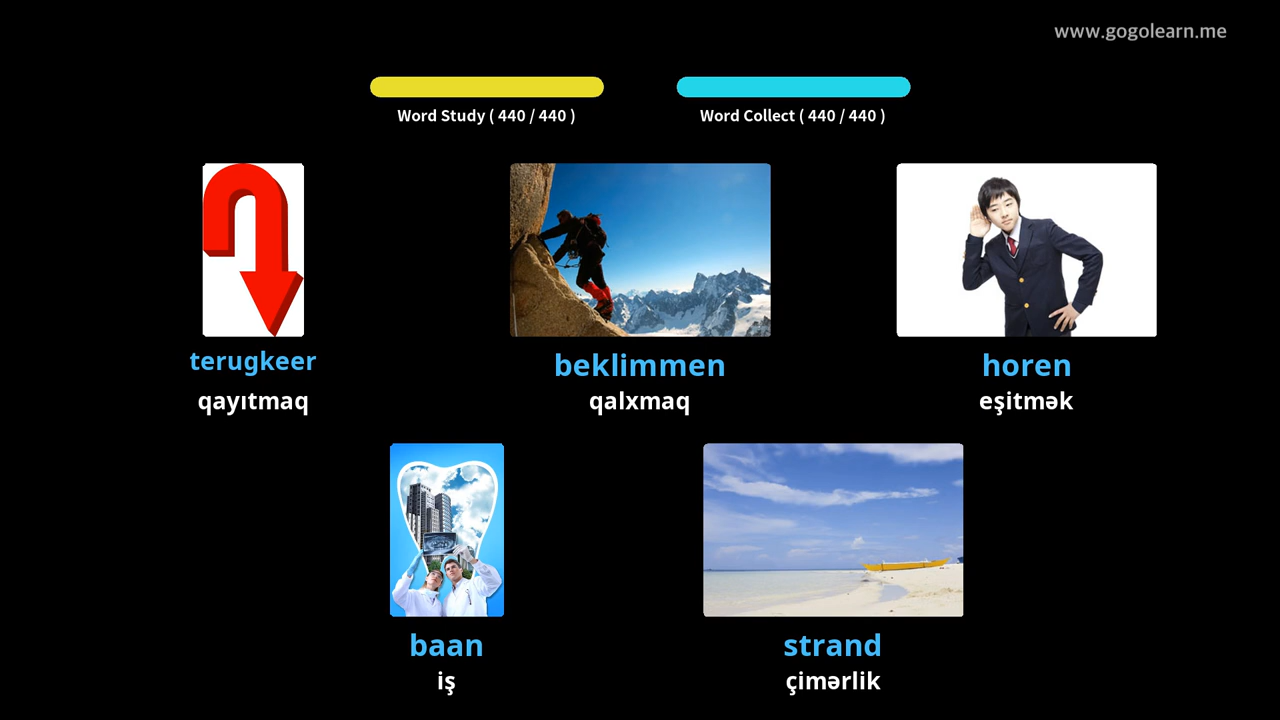 www.gogolearn.me
Word Study ( 440 / 440 )
Word Collect ( 440 / 440 )
terugkeer
qayıtmaq
beklimmen
qalxmaq
horen
eşitmək
baan
iş
strand
çimərlik